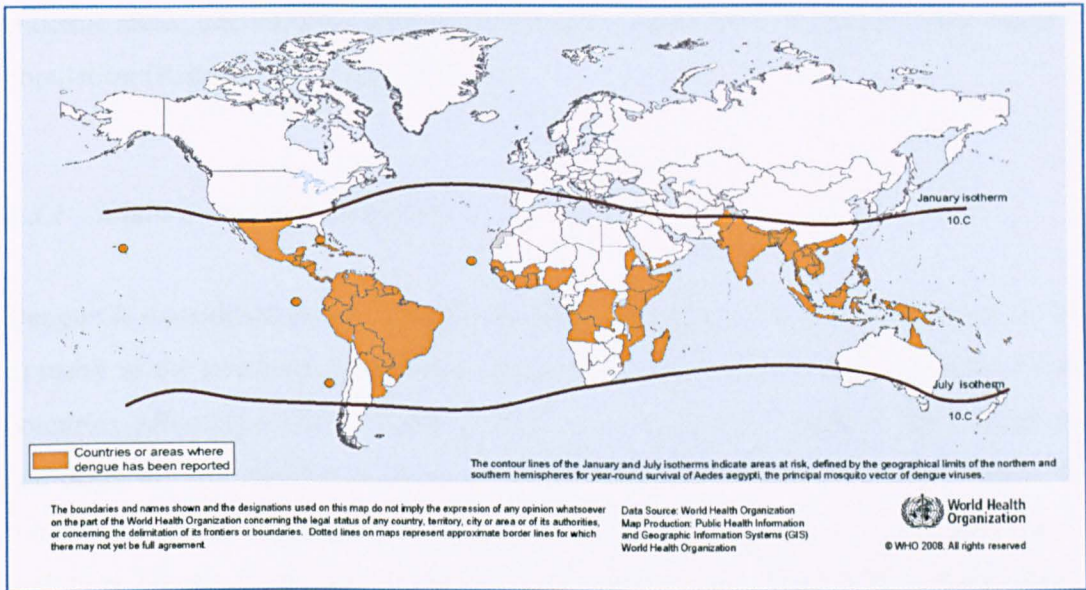 January isotherm
10.C
July isotherm
10.C
Countries or areas where
dengue has been reported
The contour lines of the January and July isotherms indicate areas at risk, defined by the geographical limits of the northern and
southern hemispheres for year-round survival of Aedes aegypti, the principal mosquito vector of dengue viruses.
The boundaries and names shown and the designations used on this map do not imply the expression of any opinion whatsoever
on the part of the World Health Organization concerning the legal status of any country, territory, city or area or of its authorities,
or concerning the delimitation of its frontiers or boundaries. Dotted lines on maps represent approximate border lines for which
there may not yet be full agreement.
Data Source: World Health Organization
Map Production: Public Health Information
and Geographic Information Systems (GIS)
World Health Organization
World Health
Organization
© WHO 2008. All rights reserved